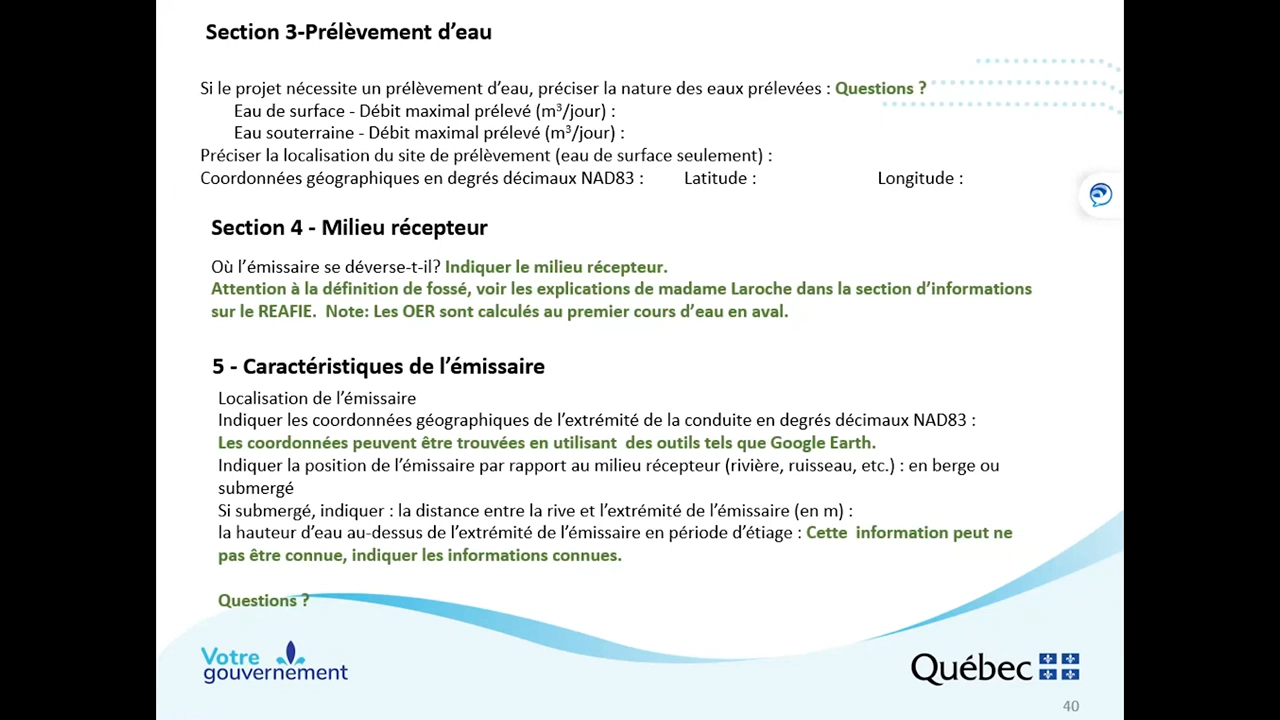 Section 3-Prélèvement d’eau
Si le projet nécessite un prélèvement d’eau, préciser la nature des eaux prélevées : Questions ?
Eau de surface - Débit maximal prélevé (m³/jour) :
Eau souterraine - Débit maximal prélevé (m³/jour) :
Préciser la localisation du site de prélèvement (eau de surface seulement) :
Coordonnées géographiques en degrés décimaux NAD83 : Latitude : Longitude :
Section 4 - Milieu récepteur
Où l’émissaire se déverse-t-il? Indiquer le milieu récepteur.
Attention à la définition de fossé, voir les explications de madame Laroche dans la section d’informations
sur le REAFIE. Note: Les OER sont calculés au premier cours d’eau en aval.
5 - Caractéristiques de l’émissaire
Localisation de l’émissaire
Indiquer les coordonnées géographiques de l’extrémité de la conduite en degrés décimaux NAD83 :
Les coordonnées peuvent être trouvées en utilisant des outils tels que Google Earth.
Indiquer la position de l’émissaire par rapport au milieu récepteur (rivière, ruisseau, etc.) : en berge ou
submergé
Si submergé, indiquer : la distance entre la rive et l’extrémité de l’émissaire (en m) :
la hauteur d’eau au-dessus de l’extrémité de l’émissaire en période d’étiage : Cette information peut ne
pas être connue, indiquer les informations connues.
Questions ?
Votre
gouvernement
Québec
40